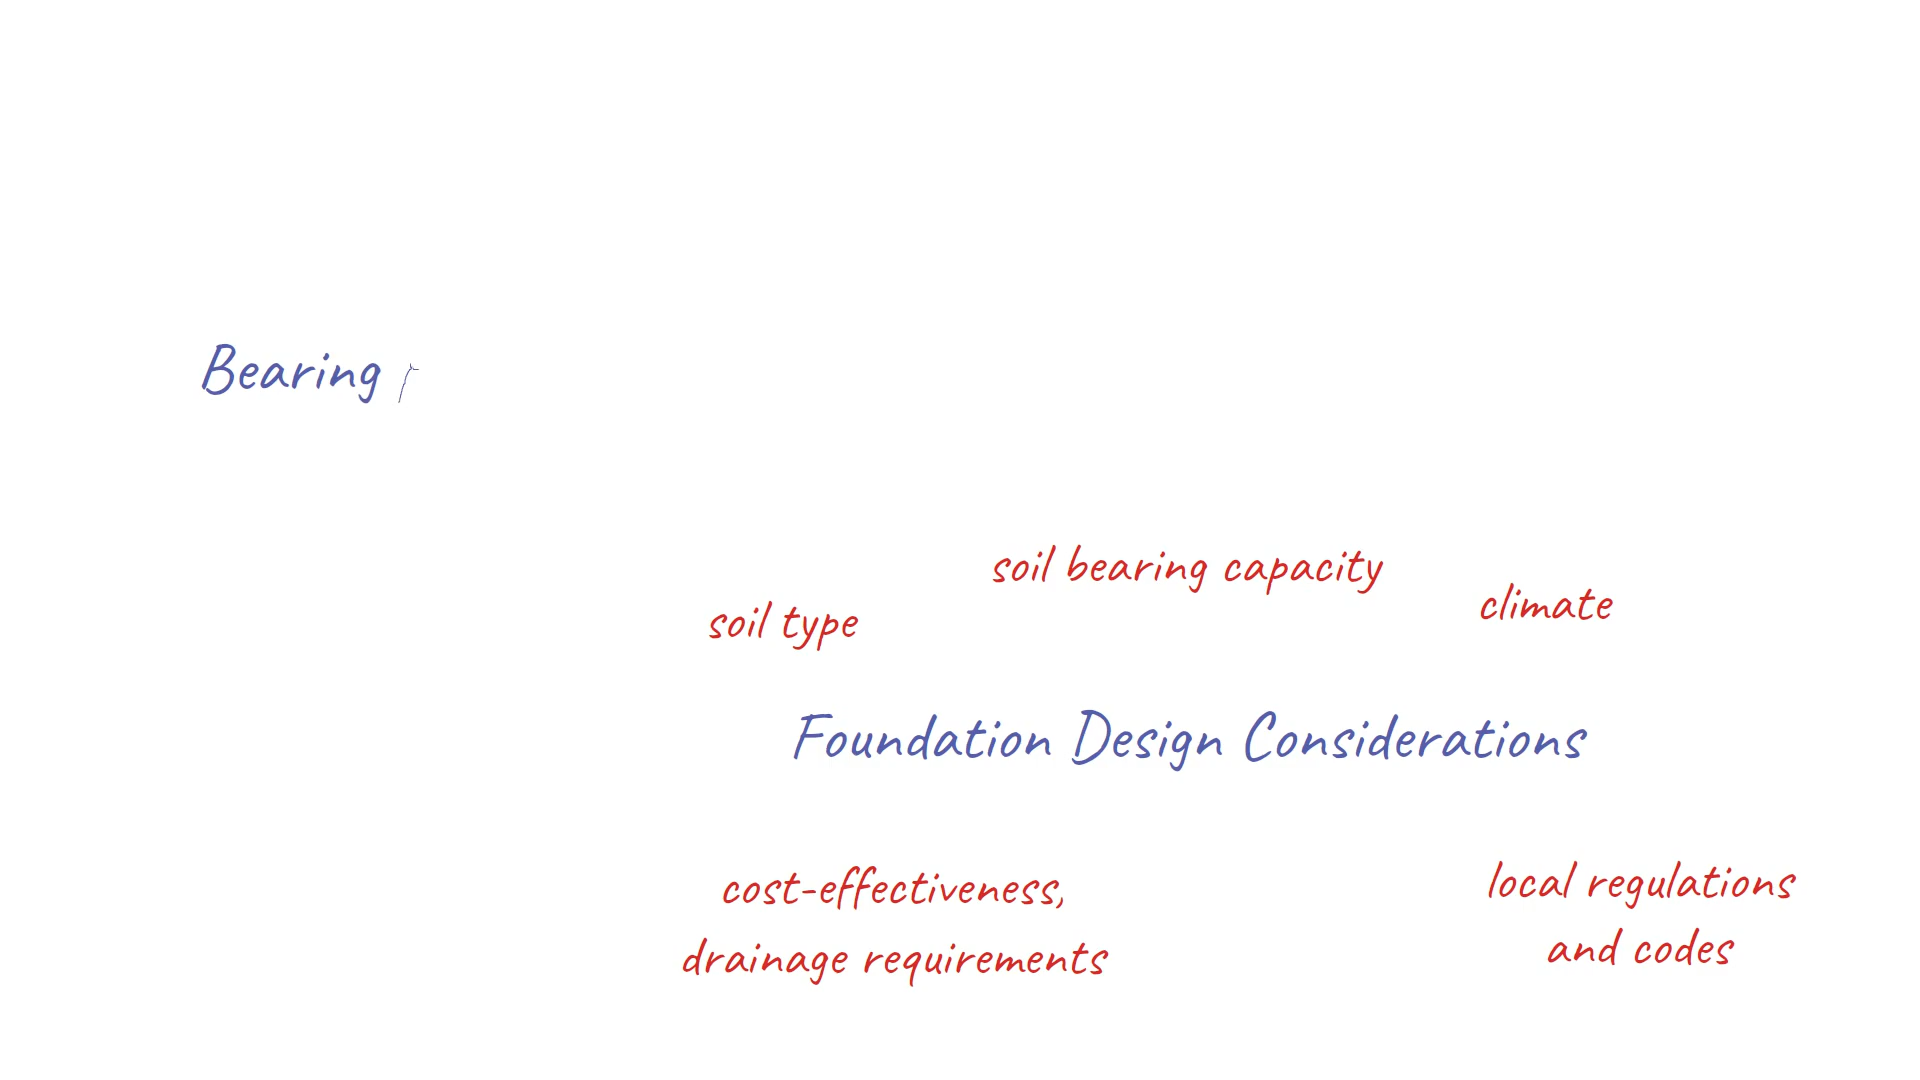 Bearing
soil bearing capacity
climate
soil type
Foundation Design Considerations
cost-effectiveness,
drainage requirements
local regulations
and codes